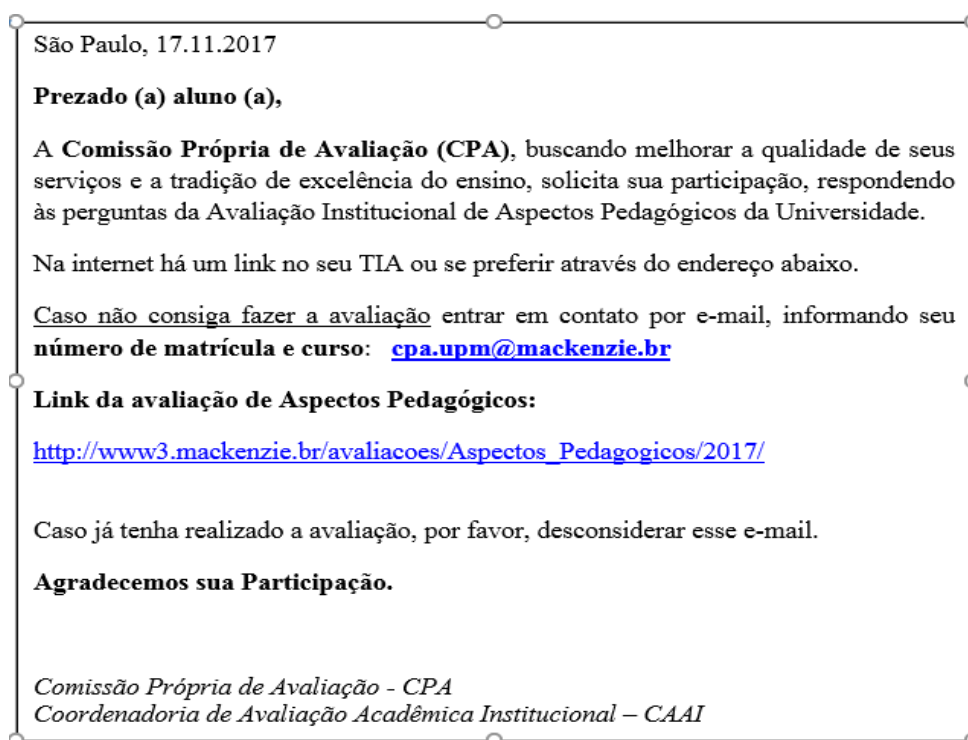 São Paulo, 17.11.2017
Prezado (a) aluno (a),
A Comissão Própria de Avaliação (CPA), buscando melhorar a qualidade de seus
serviços e a tradição de excelência do ensino, solicita sua participação, respondendo
às perguntas da Avaliação Institucional de Aspectos Pedagógicos da Universidade.
Na internet há um link no seu TIA ou se preferir através do endereço abaixo.
Caso não consiga fazer a avaliação entrar em contato por e-mail, informando seu
número de matrícula e curso: cpa.upm@mackenzie.br
Link da avaliação de Aspectos Pedagógicos:
http://www3.mackenzie.br/avaliacoes/Aspectos_Pedagogicos/2017/
Caso já tenha realizado a avaliação, por favor, desconsiderar esse e-mail.
Agradecemos sua Participação.
Comissão Própria de Avaliação - CPA
Coordenadoria de Avaliação Acadêmica Institucional – CAAI